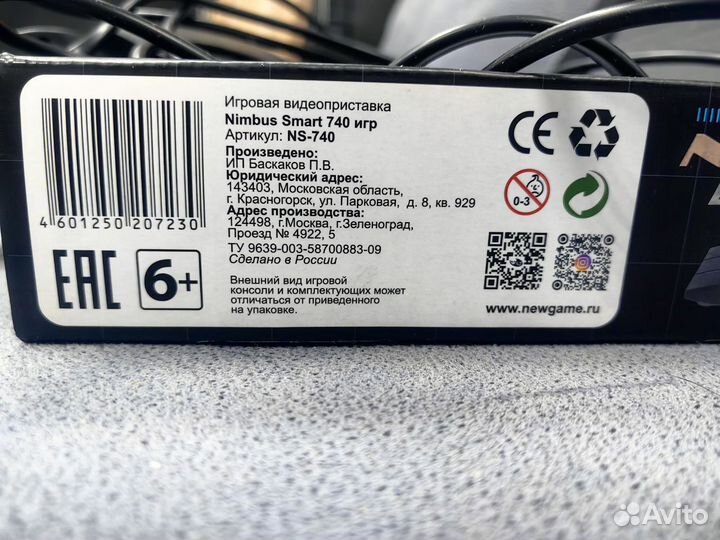 Игровая видеоприставка
Nimbus Smart 740 игр
Артикул: NS-740
Произведено:
ИП Баскаков П.В.
Юридический адрес:
143403, Московская область,
г. Красногорск, ул. Парковая, д. 8, кв. 929
Адрес производства:
124498, г.Москва, г.Зеленоград,
Проезд № 4922, 5
ТУ 9639-003-58700883-09
Сделано в России
Внешний вид игровой
консоли и комплектующих может
отличаться от приведенного
на упаковке.
4 601250 207230
EAC
6+
CE
0-3
www.newgame.ru
Avito